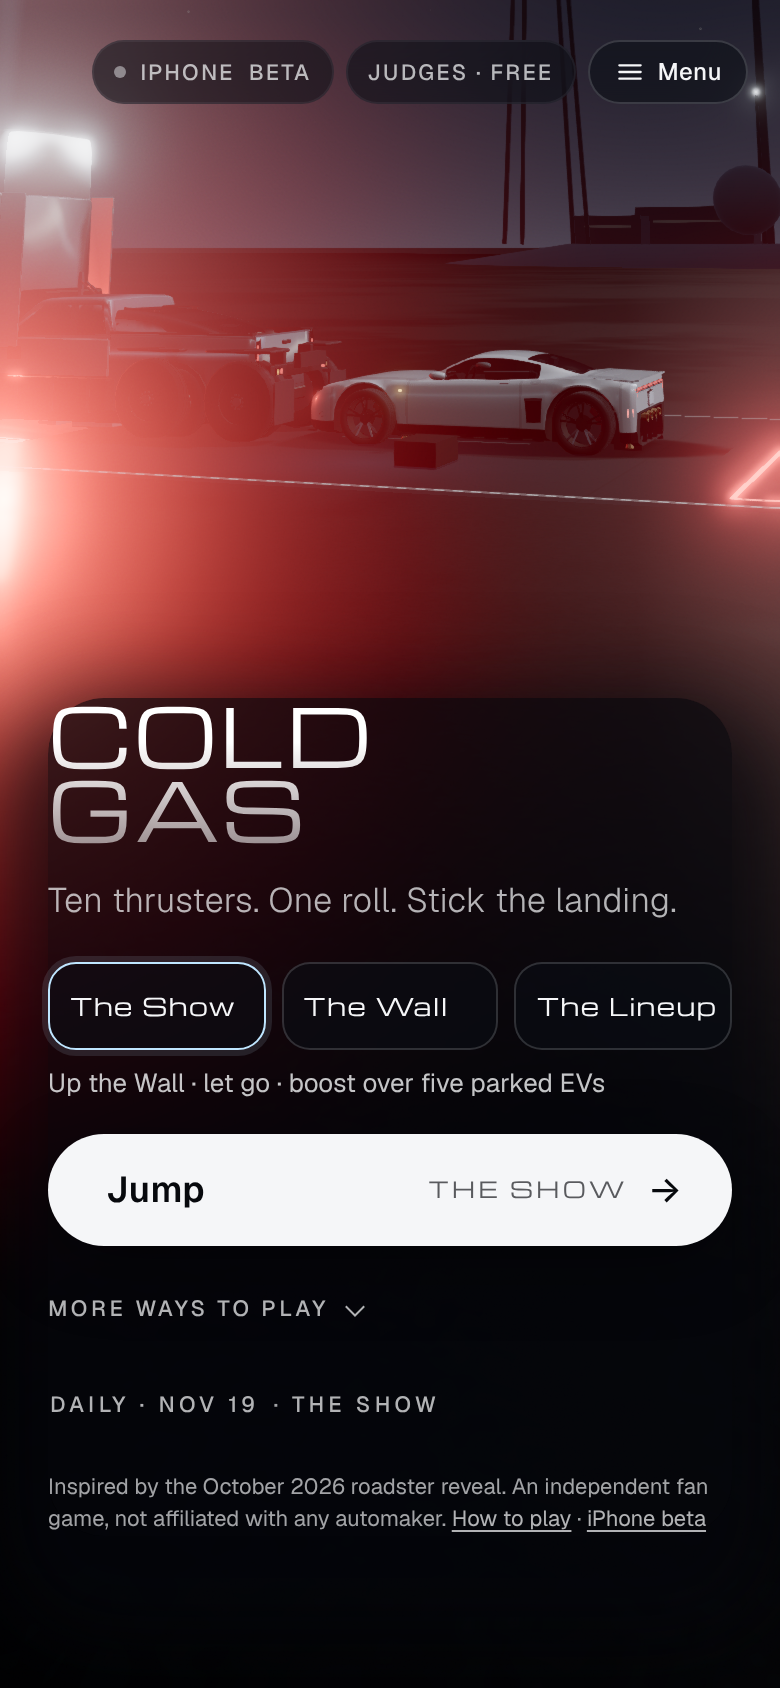 IPHONE BETA
JUDGES · FREE
Menu
COLD
GAS
Ten thrusters. One roll. Stick the landing.
The Show
The Wall
The Lineup
Up the Wall · let go · boost over five parked EVs
Jump
THE SHOW
MORE WAYS TO PLAY
DAILY · NOV 19 · THE SHOW
Inspired by the October 2026 roadster reveal. An independent fan
game, not affiliated with any automaker. How to play · iPhone beta